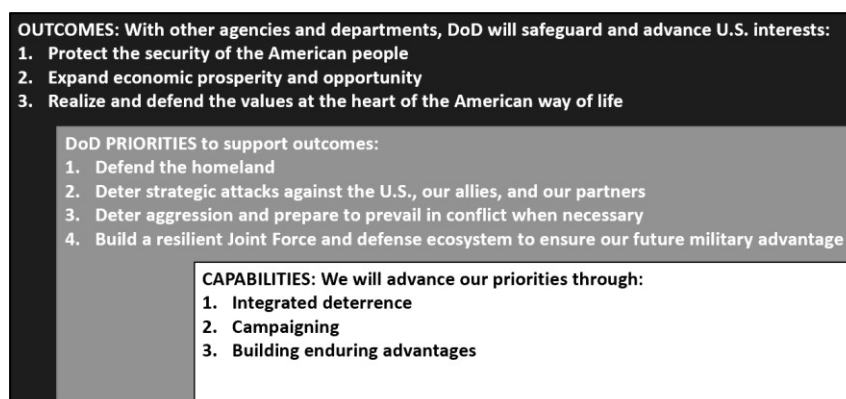 OUTCOMES: With other agencies and departments, DoD will safeguard and advance U.S. interests:
1. Protect the security of the American people
2. Expand economic prosperity and opportunity
3. Realize and defend the values at the heart of the American way of life
DoD PRIORITIES to support outcomes:
1. Defend the homeland
2. Deter strategic attacks against the U.S., our allies, and our partners
3. Deter aggression and prepare to prevail in conflict when necessary
4. Build a resilient Joint Force and defense ecosystem to ensure our future military advantage
CAPABILITIES: We will advance our priorities through:
1. Integrated deterrence
2. Campaigning
3. Building enduring advantages